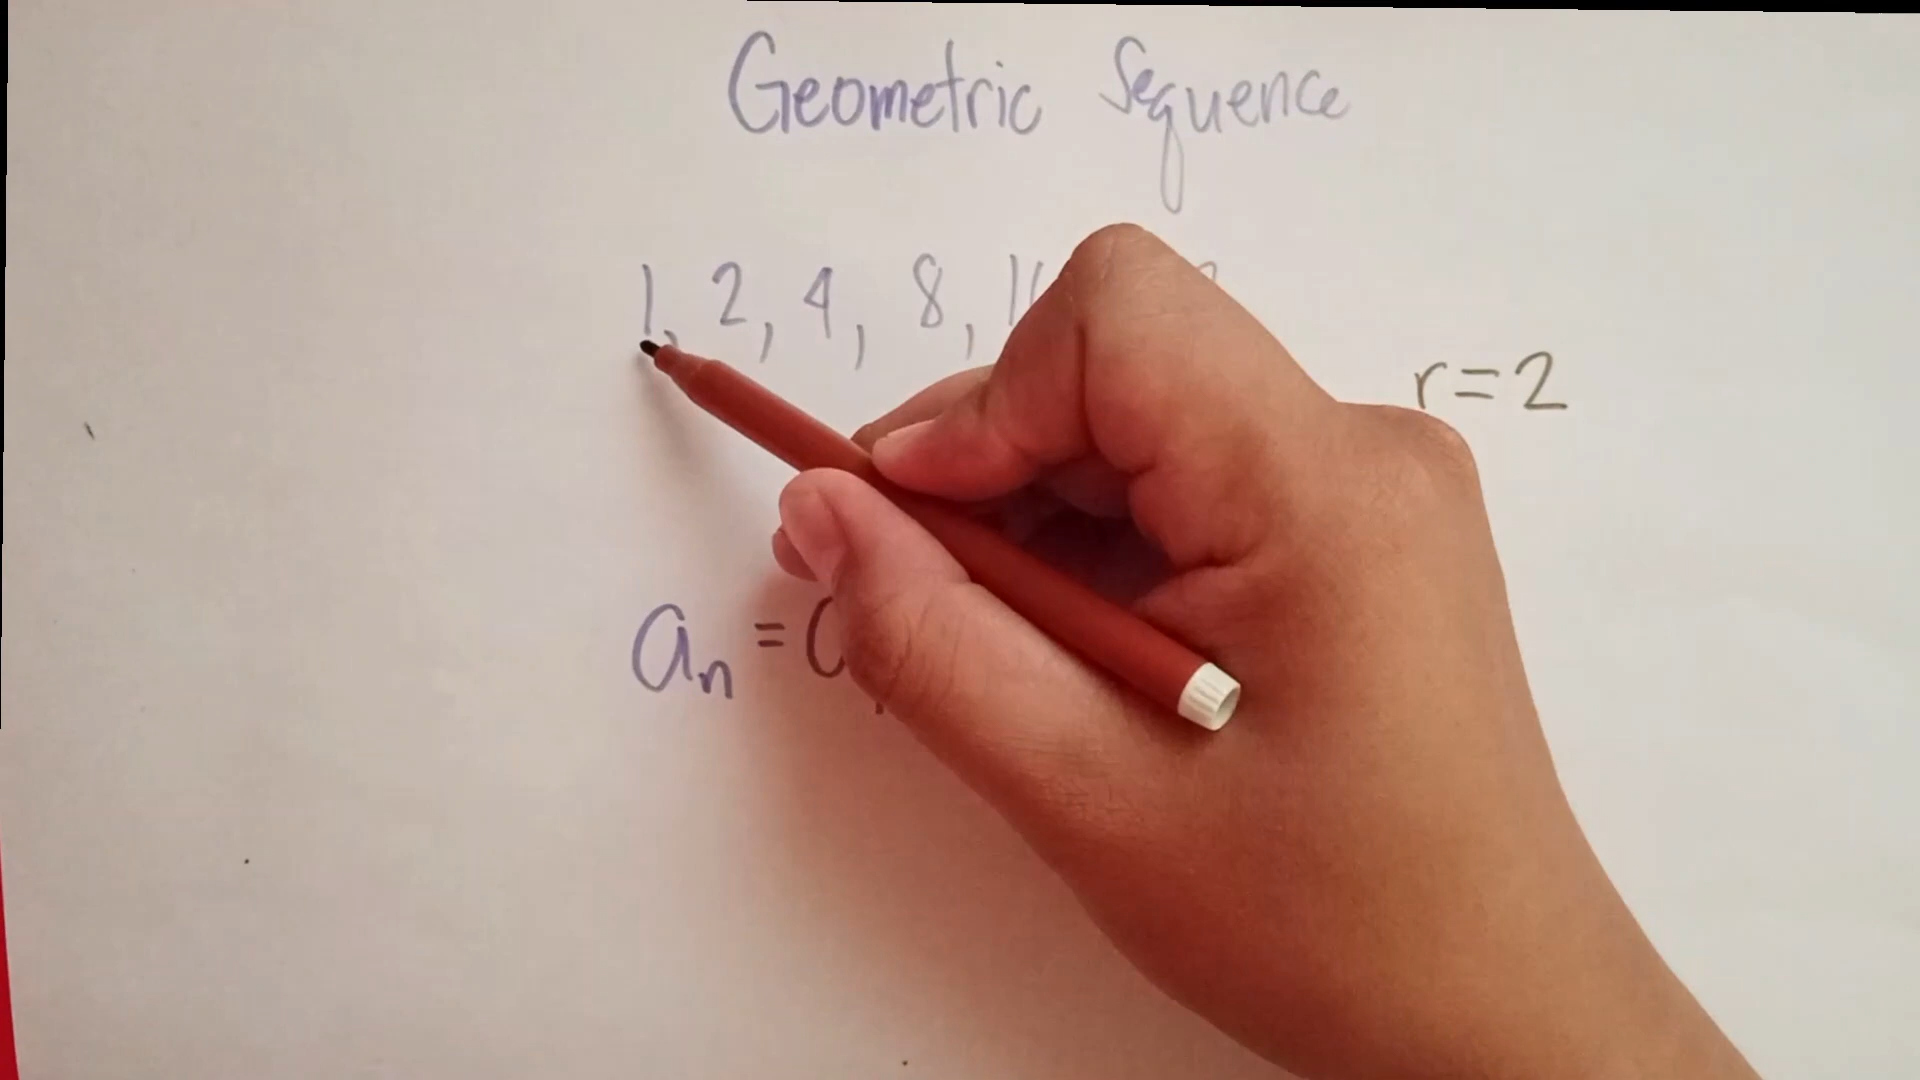 Geometric Sequence
1, 2, 4, 8,
r=2
aₙ =